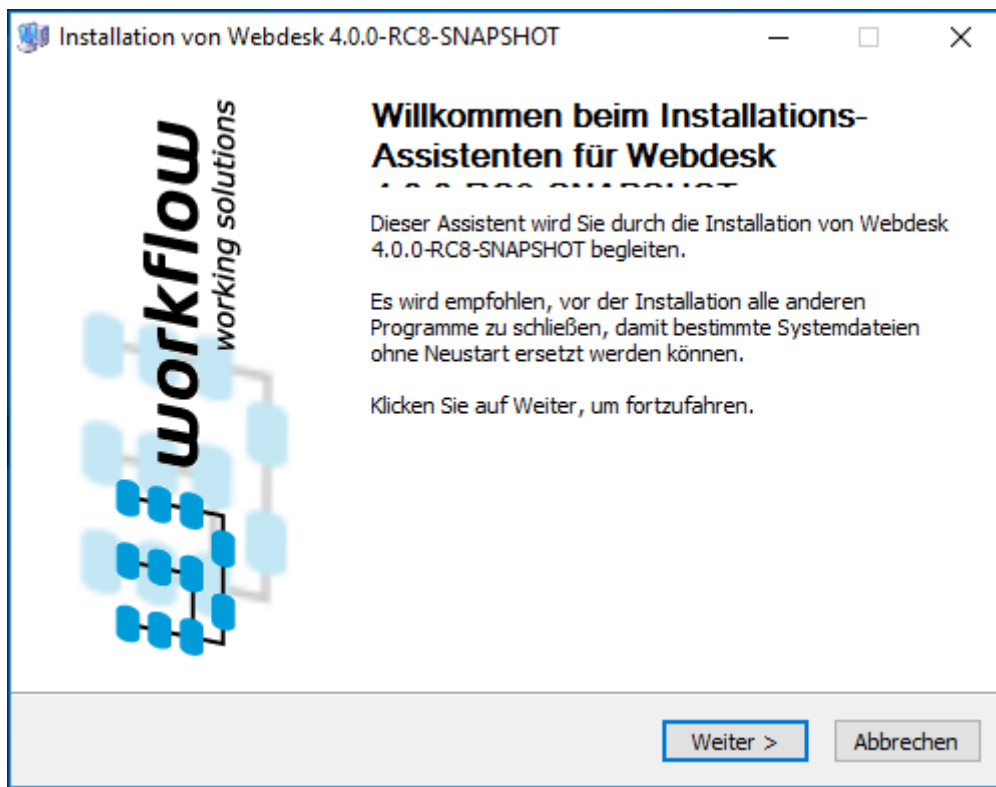 Installation von Webdesk 4.0.0-RC8-SNAPSHOT
workflow
working solutions
Willkommen beim Installations-
Assistenten für Webdesk
Dieser Assistent wird Sie durch die Installation von Webdesk
4.0.0-RC8-SNAPSHOT begleiten.
Es wird empfohlen, vor der Installation alle anderen
Programme zu schließen, damit bestimmte Systemdateien
ohne Neustart ersetzt werden können.
Klicken Sie auf Weiter, um fortzufahren.
Weiter >
Abbrechen